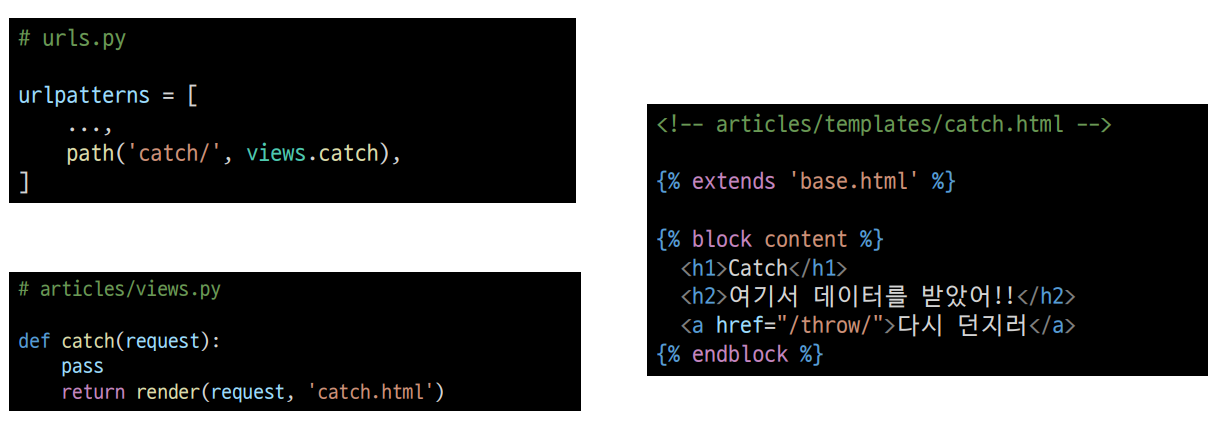 # urls.py
urlpatterns = [
    ...,
    path('catch/', views.catch),
]
# articles/views.py
def catch(request):
    pass
    return render(request, 'catch.html')
<!-- articles/templates/catch.html -->
{% extends 'base.html' %}
{% block content %}
  <h1>Catch</h1>
  <h2>여기서 데이터를 받았어!!</h2>
  <a href="/throw/">다시 던지러</a>
{% endblock %}